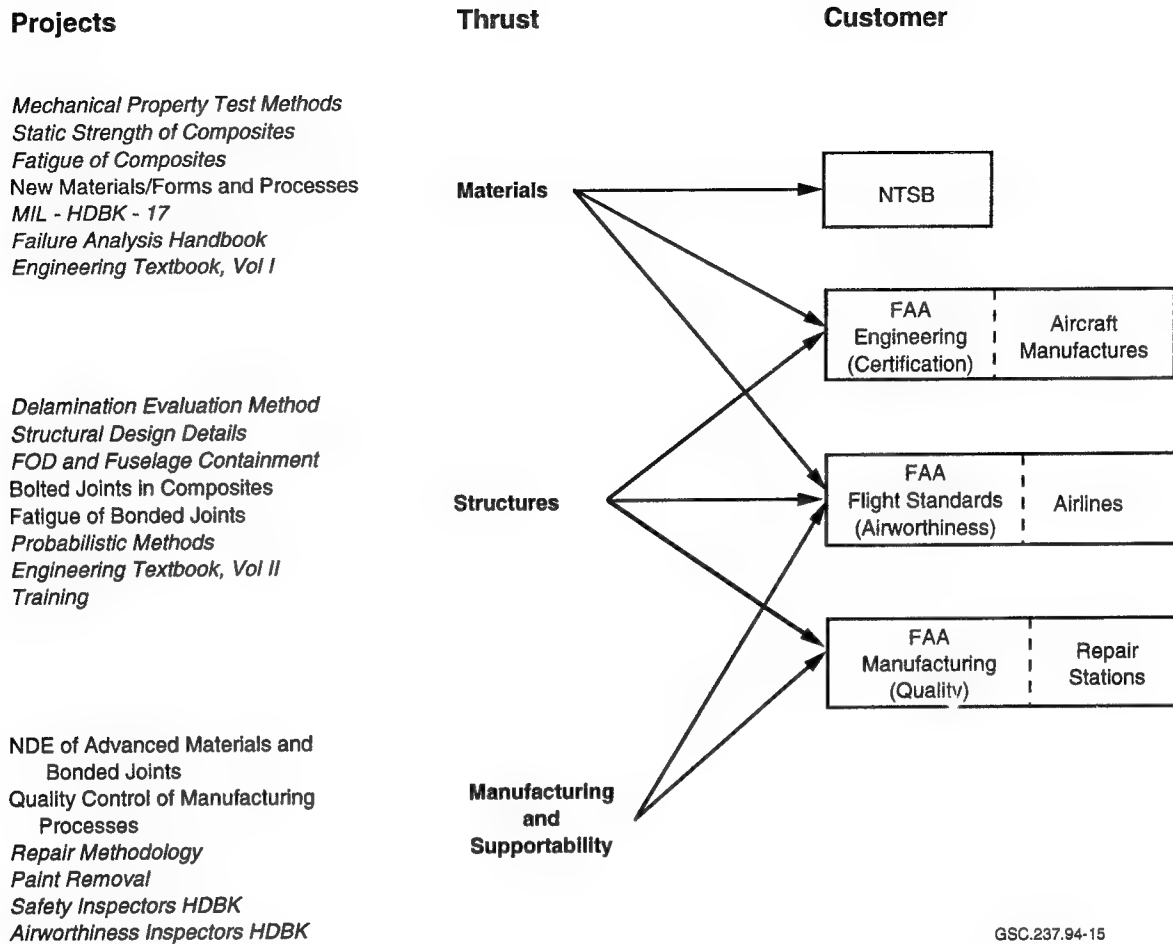 Projects
Thrust
Customer
Mechanical Property Test Methods
Static Strength of Composites
Fatigue of Composites
New Materials/Forms and Processes
MIL - HDBK - 17
Failure Analysis Handbook
Engineering Textbook, Vol I
Materials
NTSB
FAA
Engineering
(Certification)
Aircraft
Manufactures
Delamination Evaluation Method
Structural Design Details
FOD and Fuselage Containment
Bolted Joints in Composites
Fatigue of Bonded Joints
Probabilistic Methods
Engineering Textbook, Vol II
Training
Structures
FAA
Flight Standards
(Airworthiness)
Airlines
FAA
Manufacturing
(Quality)
Repair
Stations
NDE of Advanced Materials and
Bonded Joints
Quality Control of Manufacturing
Processes
Repair Methodology
Paint Removal
Safety Inspectors HDBK
Airworthiness Inspectors HDBK
Manufacturing
and
Supportability
GSC.237.94-15